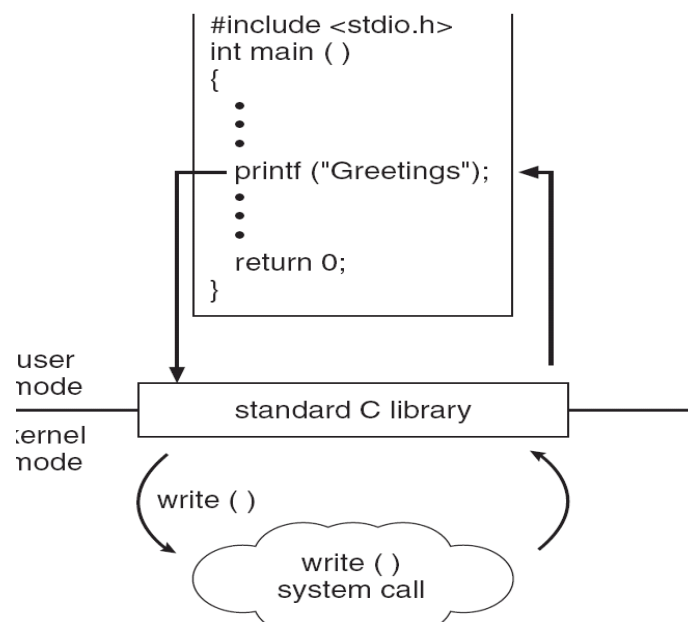 #include <stdio.h>
int main ( )
{
•
•
•
printf ("Greetings");
•
•
•
return 0;
}
user
mode
standard C library
kernel
mode
write ( )
write ( )
system call